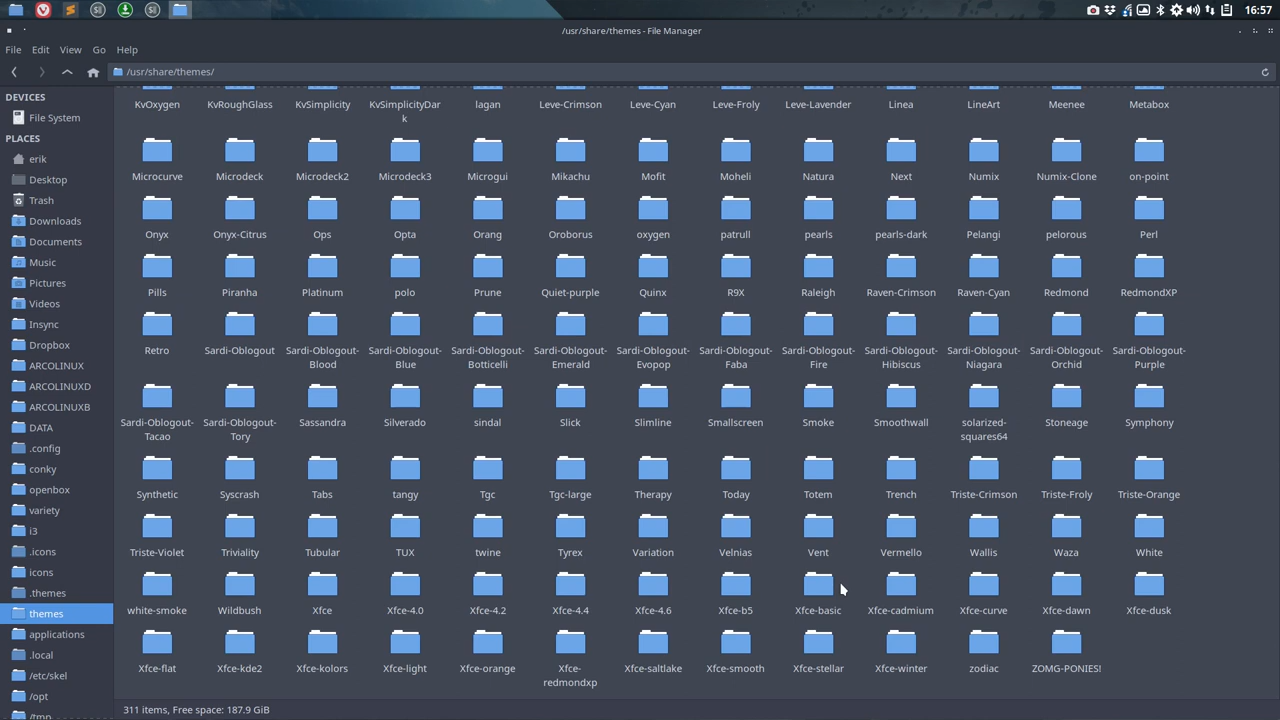 16:57
/usr/share/themes - File Manager
File Edit View Go Help
/usr/share/themes/
DEVICES
File System
PLACES
erik
Desktop
Trash
Downloads
Documents
Music
Pictures
Videos
Insync
Dropbox
ARCOLINUX
ARCOLINUXD
ARCOLINUXB
DATA
.config
conky
openbox
variety
i3
.icons
icons
.themes
themes
applications
.local
/etc/skel
/opt
/tmp
KvOxygen KvRoughGlass KvSimplicity KvSimplicityDar lagan Leve-Crimson Leve-Cyan Leve-Froly Leve-Lavender Linea LineArt Meenee Metabox
k
Microcurve Microdeck Microdeck2 Microdeck3 Microgui Mikachu Mofit Moheli Natura Next Numix Numix-Clone on-point
Onyx Onyx-Citrus Ops Opta Orang Oroborus oxygen patrull pearls pearls-dark Pelangi pelorous Perl
Pills Piranha Platinum polo Prune Quiet-purple Quinx R9X Raleigh Raven-Crimson Raven-Cyan Redmond RedmondXP
Retro Sardi-Oblogout Sardi-Oblogout- Sardi-Oblogout- Sardi-Oblogout- Sardi-Oblogout- Sardi-Oblogout- Sardi-Oblogout- Sardi-Oblogout- Sardi-Oblogout- Sardi-Oblogout- Sardi-Oblogout- Sardi-Oblogout-
Blood Blue Botticelli Emerald Evopop Faba Fire Hibiscus Niagara Orchid Purple
Sardi-Oblogout- Sardi-Oblogout- Sassandra Silverado sindal Slick Slimline Smallscreen Smoke Smoothwall solarized- Stoneage Symphony
Tacao Tory squares64
Synthetic Syscrash Tabs tangy Tgc Tgc-large Therapy Today Totem Trench Triste-Crimson Triste-Froly Triste-Orange
Triste-Violet Triviality Tubular TUX twine Tyrex Variation Velnias Vent Vermello Wallis Waza White
white-smoke Wildbush Xfce Xfce-4.0 Xfce-4.2 Xfce-4.4 Xfce-4.6 Xfce-b5 Xfce-basic Xfce-cadmium Xfce-curve Xfce-dawn Xfce-dusk
Xfce-flat Xfce-kde2 Xfce-kolors Xfce-light Xfce-orange Xfce- Xfce-saltlake Xfce-smooth Xfce-stellar Xfce-winter zodiac ZOMG-PONIES!
redmondxp
311 items, Free space: 187.9 GiB